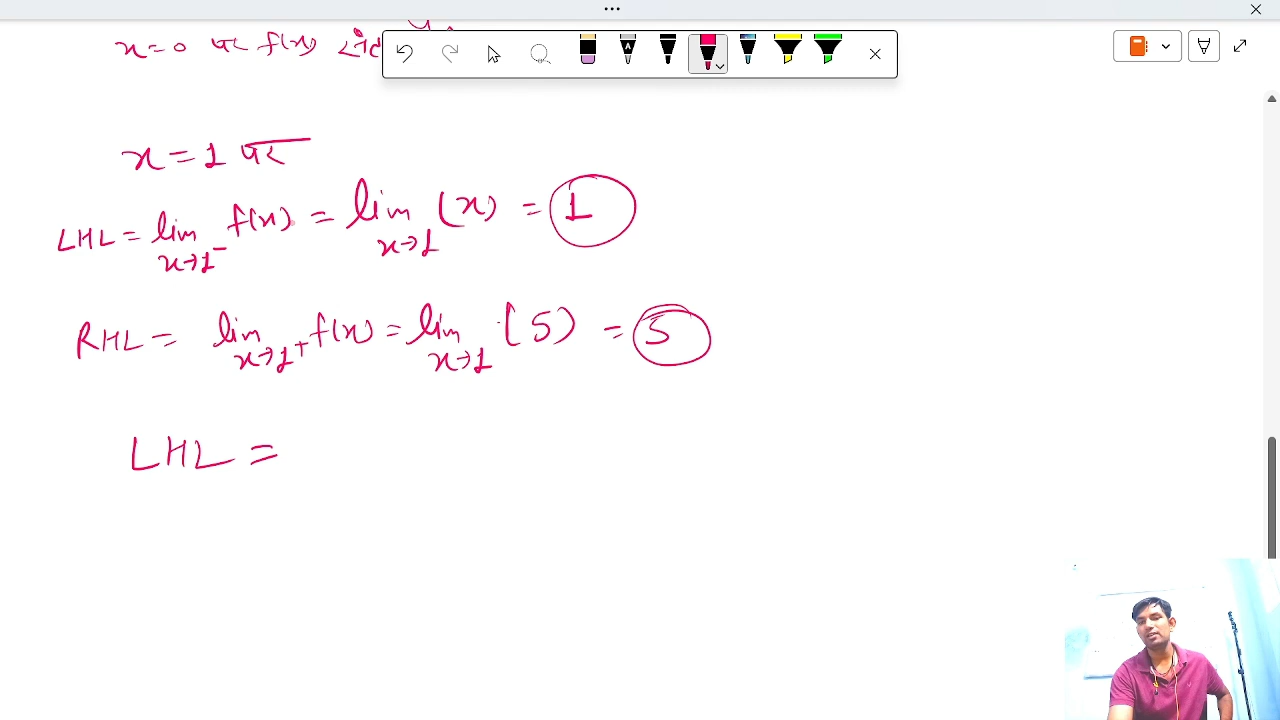 x=0 पर f(x)
x=1 पर
LHL = lim x→1⁻ f(x) = lim x→1 (x) = 1
RHL = lim x→1+ f(x) = lim x→1 (5) = 5
LHL =